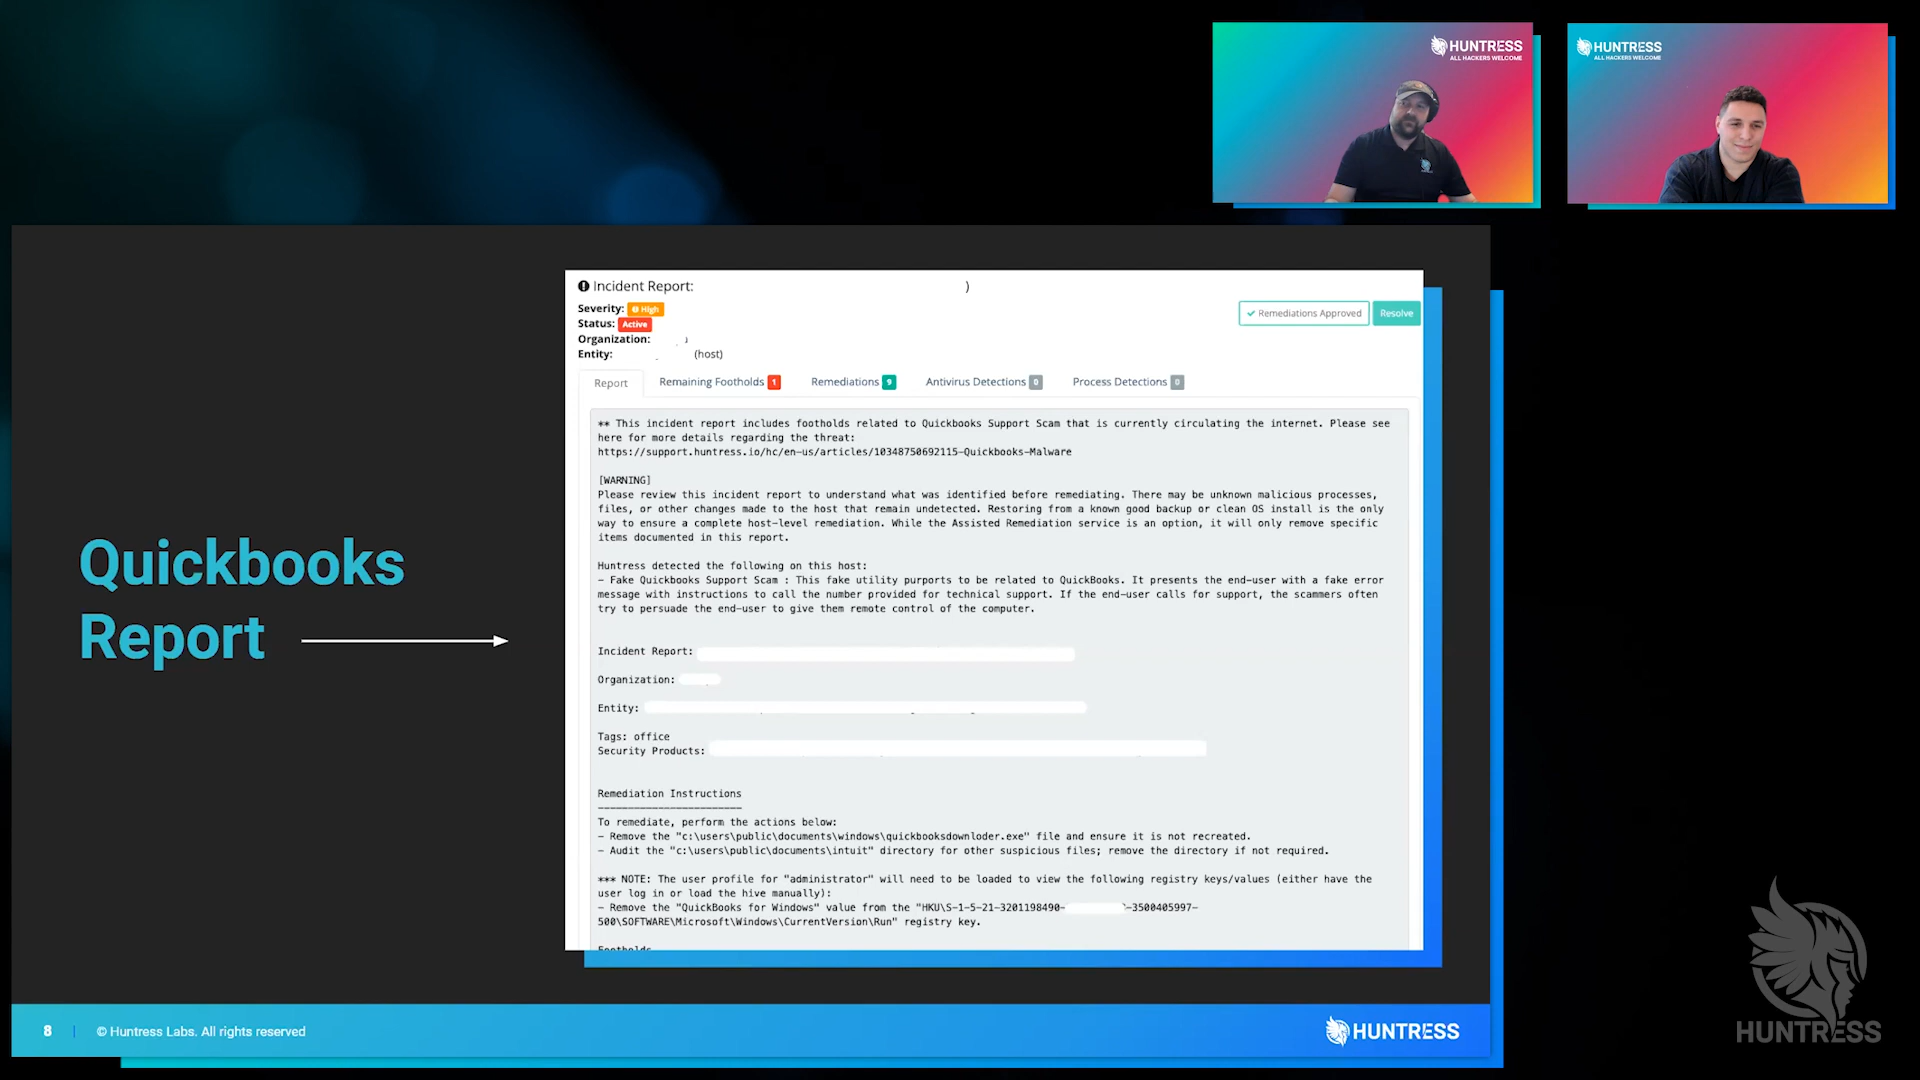 HUNTRESS
ALL HACKERS WELCOME
HUNTRESS
ALL HACKERS WELCOME
Quickbooks
Report
Incident Report: )
Severity: High
Status: Active
Organization:
Entity: (host)
Remediations Approved
Resolve
Report
Remaining Footholds 1
Remediations 9
Antivirus Detections 0
Process Detections 0
** This incident report includes footholds related to Quickbooks Support Scam that is currently circulating the internet. Please see
here for more details regarding the threat:
https://support.huntress.io/hc/en-us/articles/10348750692115-Quickbooks-Malware
[WARNING]
Please review this incident report to understand what was identified before remediating. There may be unknown malicious processes,
files, or other changes made to the host that remain undetected. Restoring from a known good backup or clean OS install is the only
way to ensure a complete host-level remediation. While the Assisted Remediation service is an option, it will only remove specific
items documented in this report.
Huntress detected the following on this host:
- Fake Quickbooks Support Scam : This fake utility purports to be related to QuickBooks. It presents the end-user with a fake error
message with instructions to call the number provided for technical support. If the end-user calls for support, the scammers often
try to persuade the end-user to give them remote control of the computer.
Incident Report:
Organization:
Entity:
Tags: office
Security Products:
Remediation Instructions
------------------------
To remediate, perform the actions below:
- Remove the "c:\users\public\documents\windows\quickbooksdownloder.exe" file and ensure it is not recreated.
- Audit the "c:\users\public\documents\intuit" directory for other suspicious files; remove the directory if not required.
*** NOTE: The user profile for "administrator" will need to be loaded to view the following registry keys/values (either have the
user log in or load the hive manually):
- Remove the "QuickBooks for Windows" value from the "HKU\S-1-5-21-3201198490- -3500405997-
500\SOFTWARE\Microsoft\Windows\CurrentVersion\Run" registry key.
Footholds
8 | © Huntress Labs. All rights reserved
HUNTRESS
HUNTRESS